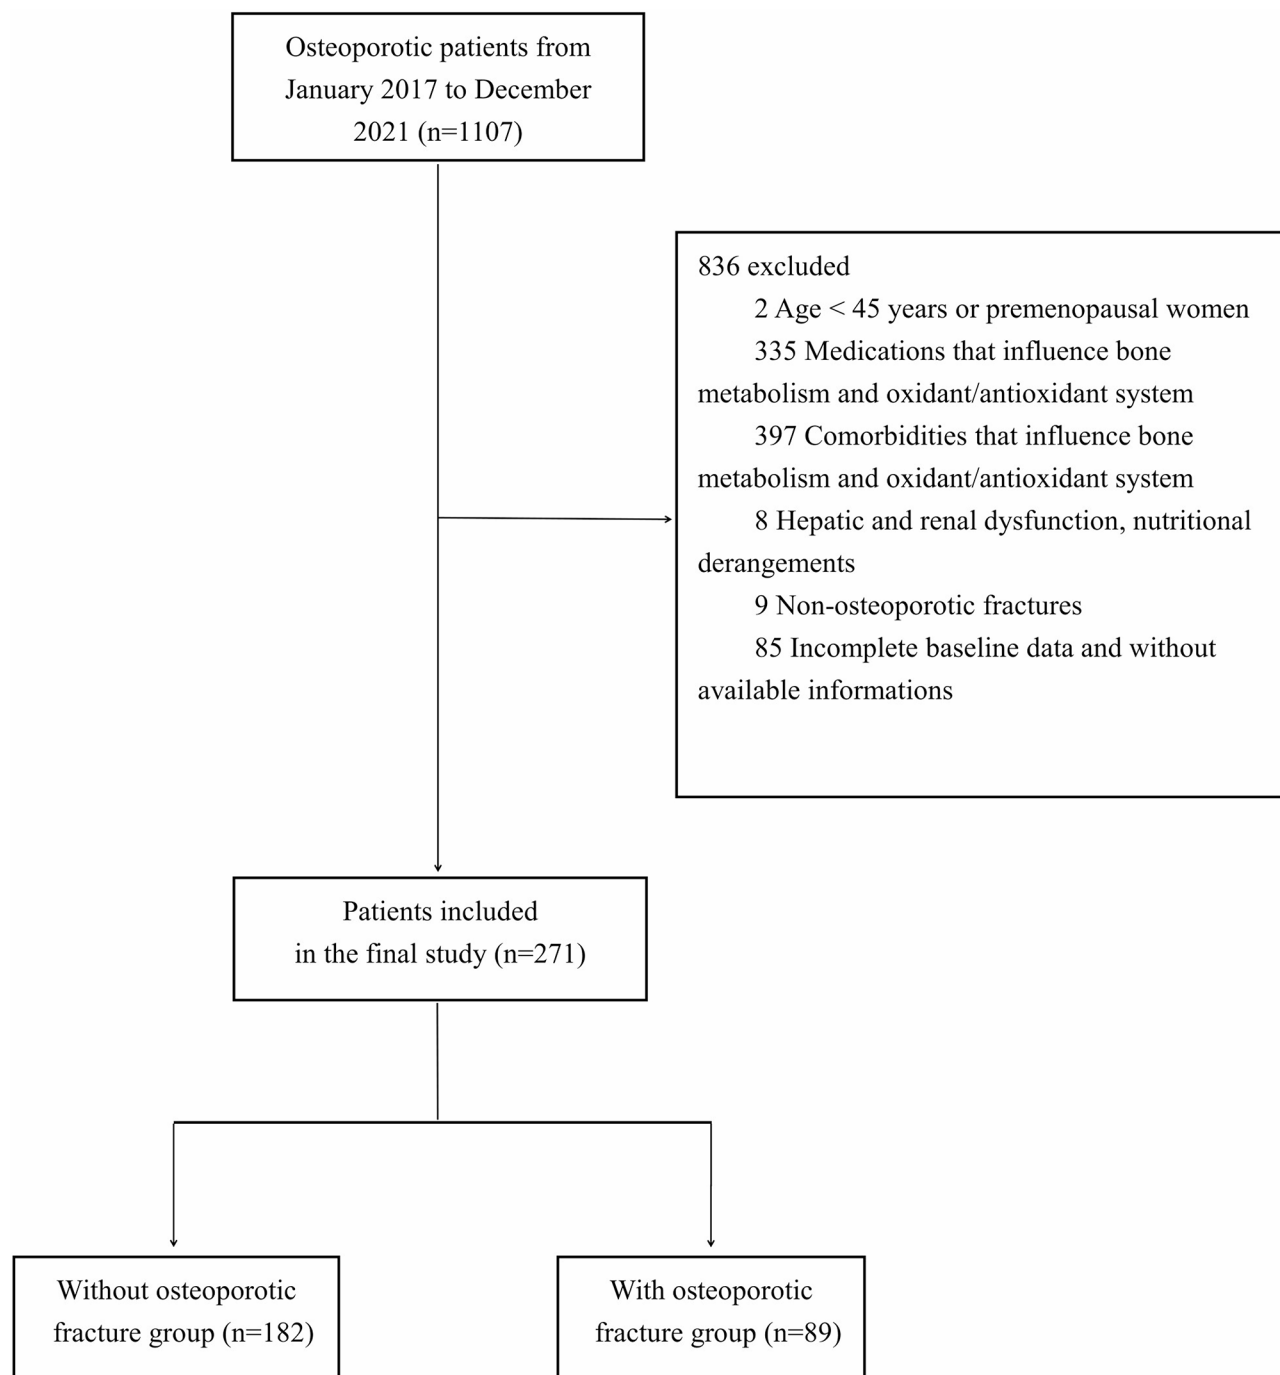 Osteoporotic patients from
January 2017 to December
2021 (n=1107)
836 excluded
2 Age < 45 years or premenopausal women
335 Medications that influence bone
metabolism and oxidant/antioxidant system
397 Comorbidities that influence bone
metabolism and oxidant/antioxidant system
8 Hepatic and renal dysfunction, nutritional
derangements
9 Non-osteoporotic fractures
85 Incomplete baseline data and without
available informations
Patients included
in the final study (n=271)
Without osteoporotic
fracture group (n=182)
With osteoporotic
fracture group (n=89)